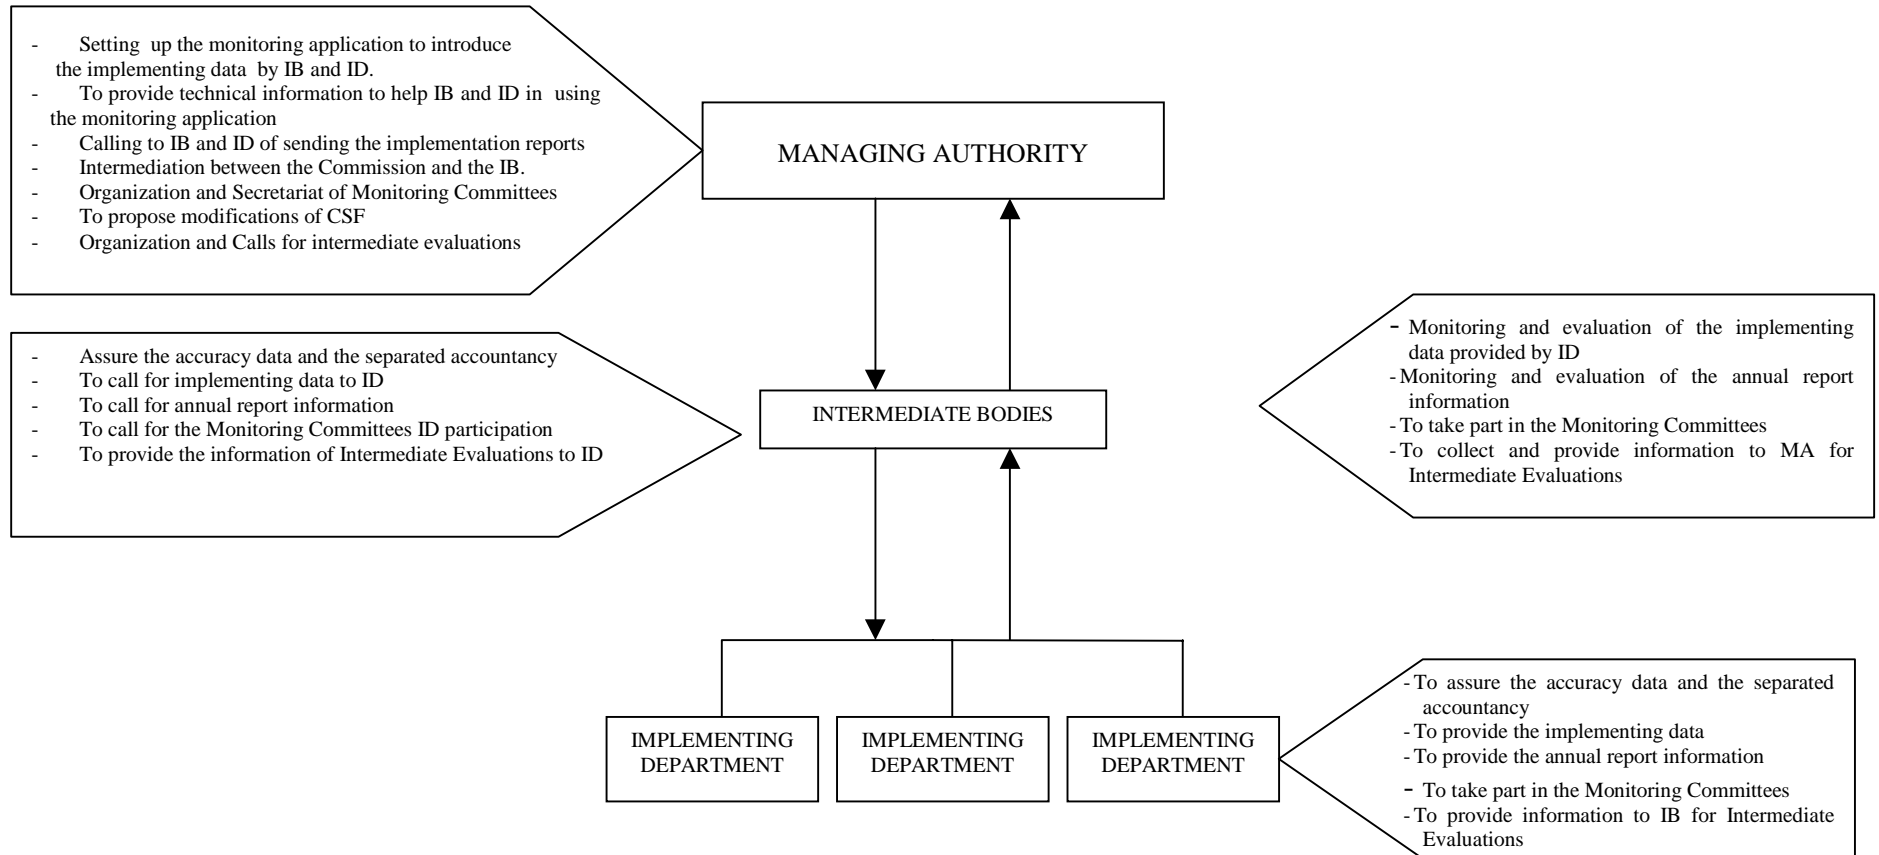 - Setting up the monitoring application to introduce
the implementing data by IB and ID.
- To provide technical information to help IB and ID in using
the monitoring application
- Calling to IB and ID of sending the implementation reports
- Intermediation between the Commission and the IB.
- Organization and Secretariat of Monitoring Committees
- To propose modifications of CSF
- Organization and Calls for intermediate evaluations
MANAGING AUTHORITY
- Assure the accuracy data and the separated accountancy
- To call for implementing data to ID
- To call for annual report information
- To call for the Monitoring Committees ID participation
- To provide the information of Intermediate Evaluations to ID
INTERMEDIATE BODIES
- Monitoring and evaluation of the implementing
data provided by ID
- Monitoring and evaluation of the annual report
information
- To take part in the Monitoring Committees
- To collect and provide information to MA for
Intermediate Evaluations
IMPLEMENTING
DEPARTMENT
IMPLEMENTING
DEPARTMENT
IMPLEMENTING
DEPARTMENT
- To assure the accuracy data and the separated
accountancy
- To provide the implementing data
- To provide the annual report information
- To take part in the Monitoring Committees
- To provide information to IB for Intermediate
Evaluations